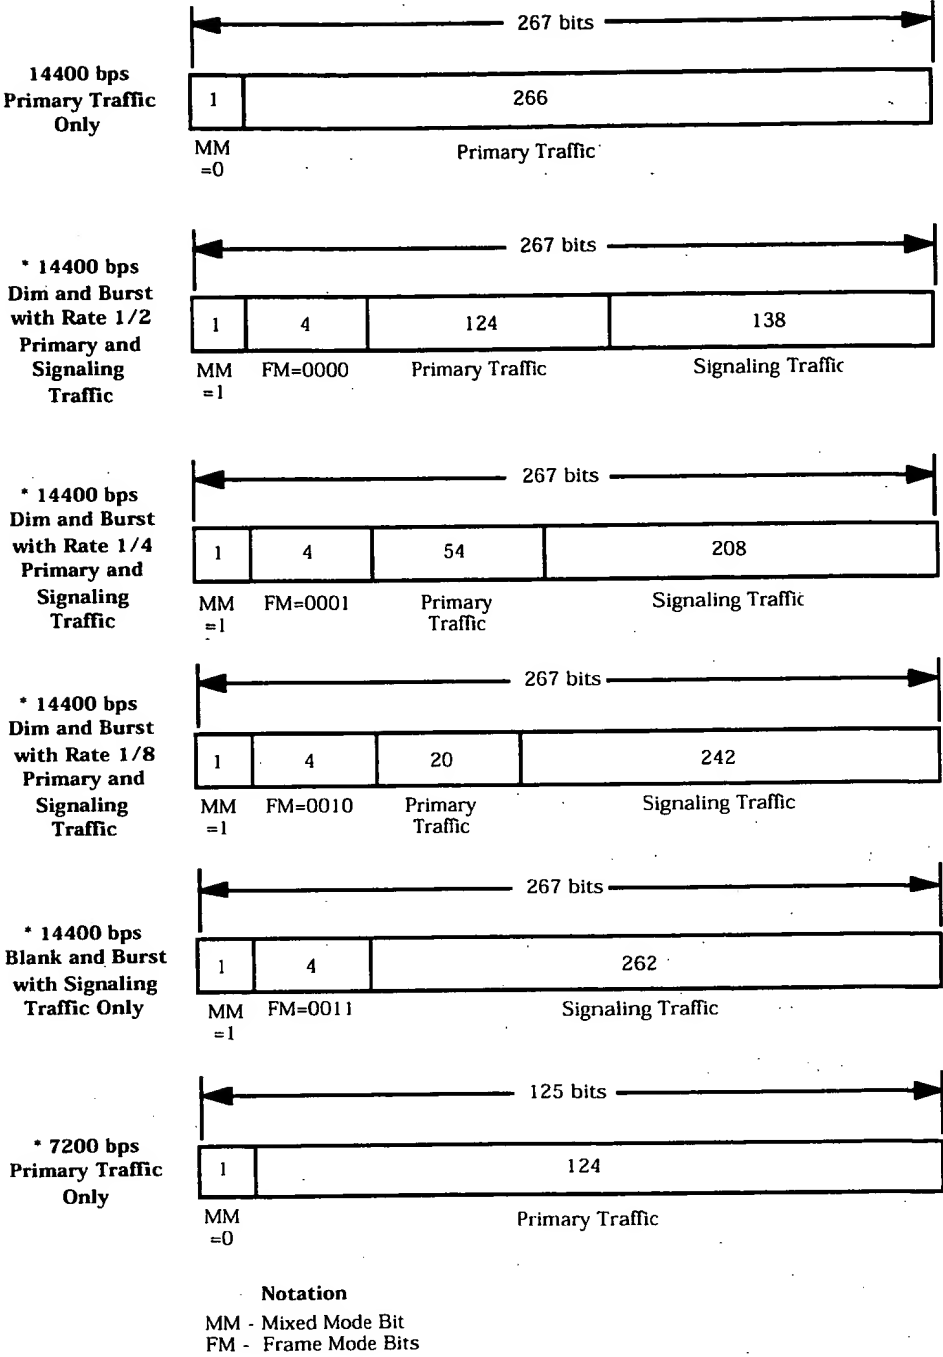 267 bits
14400 bps
Primary Traffic
Only
1 266
MM
=0
Primary Traffic
267 bits
* 14400 bps
Dim and Burst
with Rate 1/2
Primary and
Signaling
Traffic
1 4 124 138
MM
=1
FM=0000
Primary Traffic
Signaling Traffic
267 bits
* 14400 bps
Dim and Burst
with Rate 1/4
Primary and
Signaling
Traffic
1 4 54 208
MM
=1
FM=0001
Primary
Traffic
Signaling Traffic
267 bits
* 14400 bps
Dim and Burst
with Rate 1/8
Primary and
Signaling
Traffic
1 4 20 242
MM
=1
FM=0010
Primary
Traffic
Signaling Traffic
267 bits
* 14400 bps
Blank and Burst
with Signaling
Traffic Only
1 4 262
MM
=1
FM=0011
Signaling Traffic
125 bits
* 7200 bps
Primary Traffic
Only
1 124
MM
=0
Primary Traffic
Notation
MM - Mixed Mode Bit
FM - Frame Mode Bits